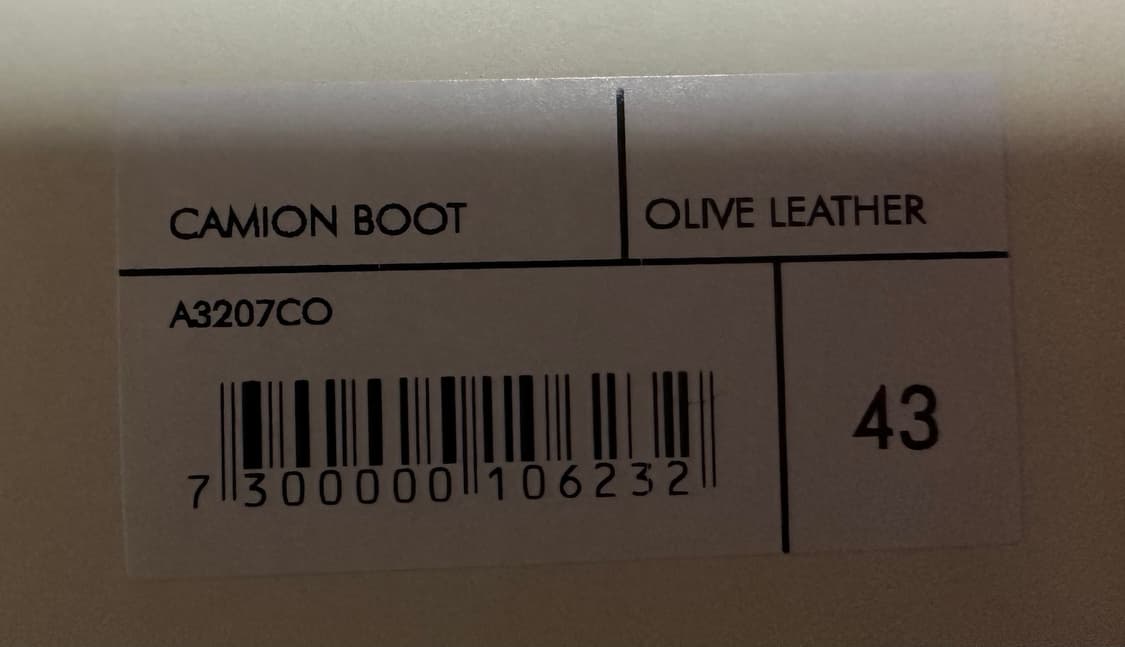 CAMION BOOT
OLIVE LEATHER
A3207CO
43
7 300000 106232